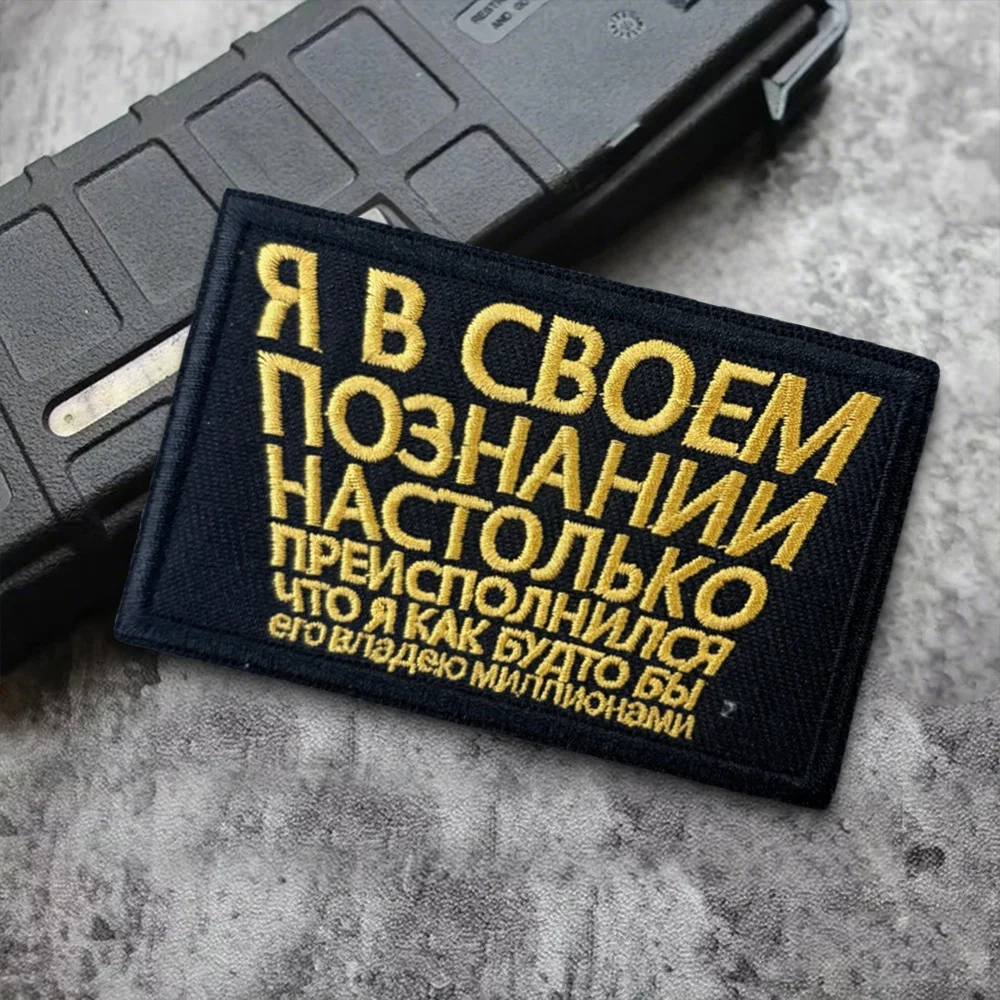 Я В СВОЕМ
ПОЗНАНИИ
НАСТОЛЬКО
ПРЕИСПОЛНИЛСЯ
ЧТО Я КАК БУДТО БЫ
его владею миллионами